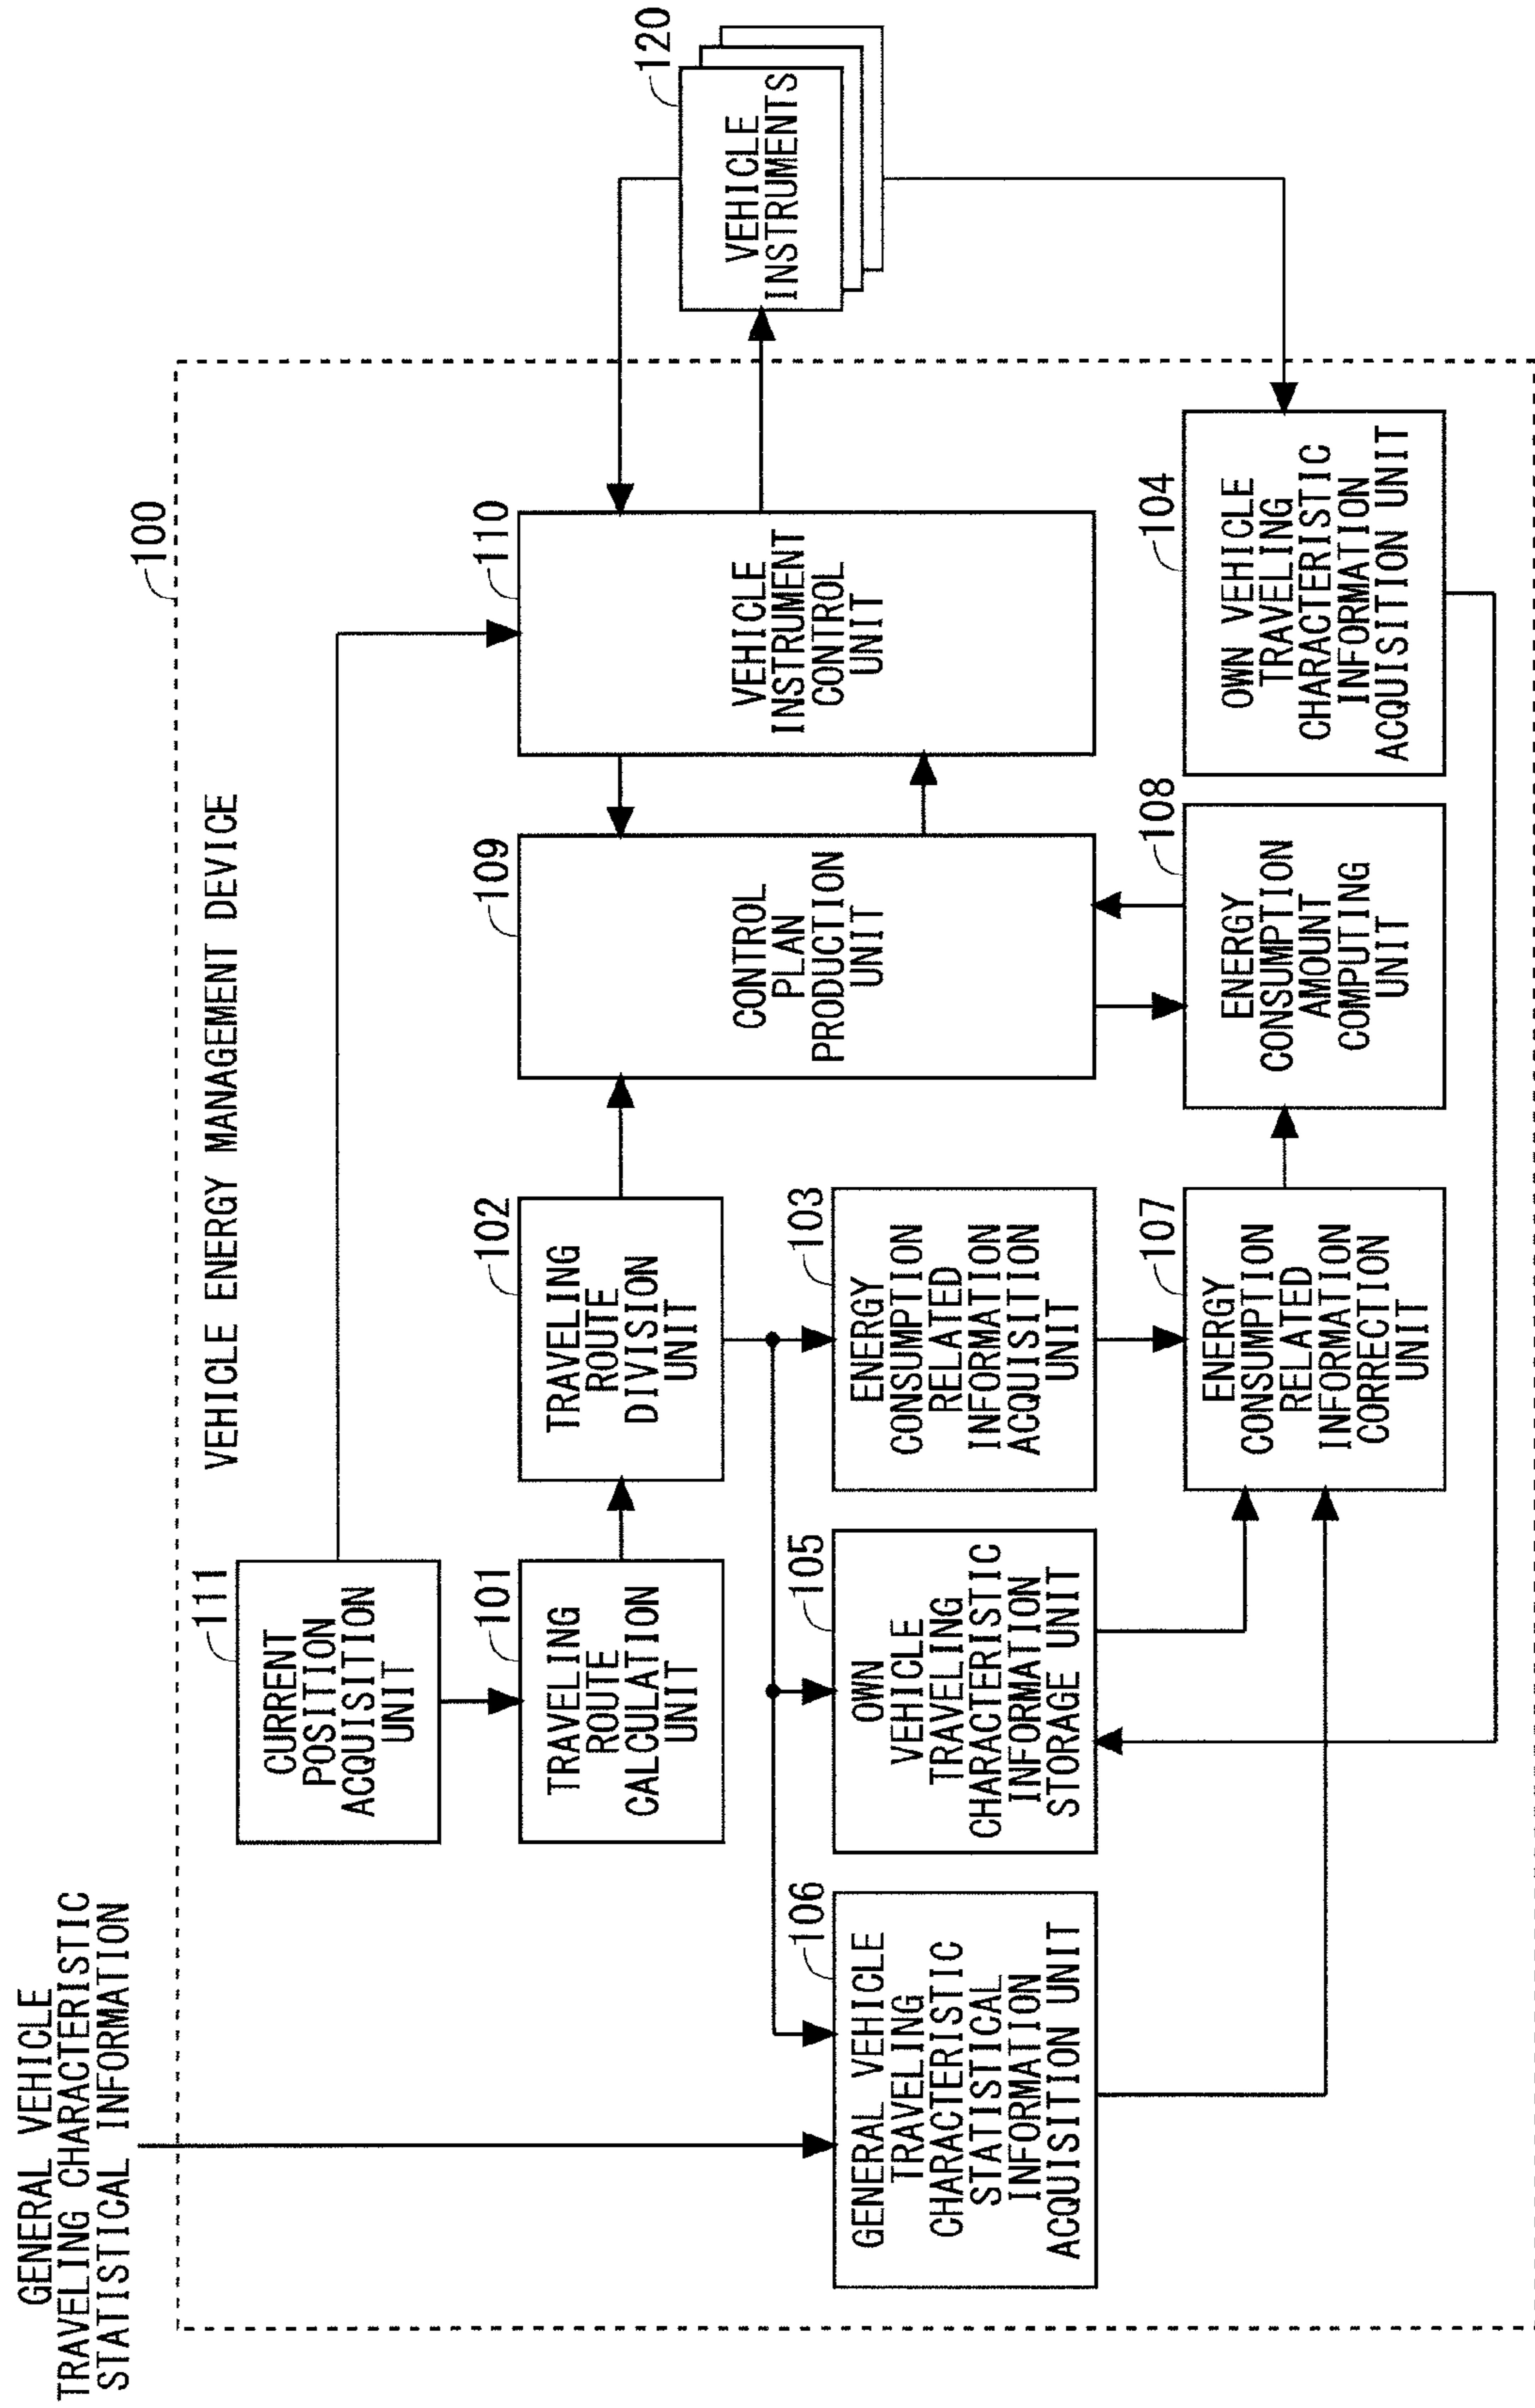 GENERAL VEHICLE
TRAVELING CHARACTERISTIC
STATISTICAL INFORMATION
100
VEHICLE ENERGY MANAGEMENT DEVICE
111
CURRENT
POSITION
ACQUISITION
UNIT
101
TRAVELING
ROUTE
CALCULATION
UNIT
102
TRAVELING
ROUTE
DIVISION
UNIT
109
CONTROL
PLAN
PRODUCTION
UNIT
110
VEHICLE
INSTRUMENT
CONTROL
UNIT
120
VEHICLE
INSTRUMENTS
106
GENERAL VEHICLE
TRAVELING
CHARACTERISTIC
STATISTICAL
INFORMATION
ACQUISITION UNIT
105
OWN
VEHICLE
TRAVELING
CHARACTERISTIC
INFORMATION
STORAGE UNIT
103
ENERGY
CONSUMPTION
RELATED
INFORMATION
ACQUISITION
UNIT
107
ENERGY
CONSUMPTION
RELATED
INFORMATION
CORRECTION
UNIT
108
ENERGY
CONSUMPTION
AMOUNT
COMPUTING
UNIT
104
OWN VEHICLE
TRAVELING
CHARACTERISTIC
INFORMATION
ACQUISITION UNIT